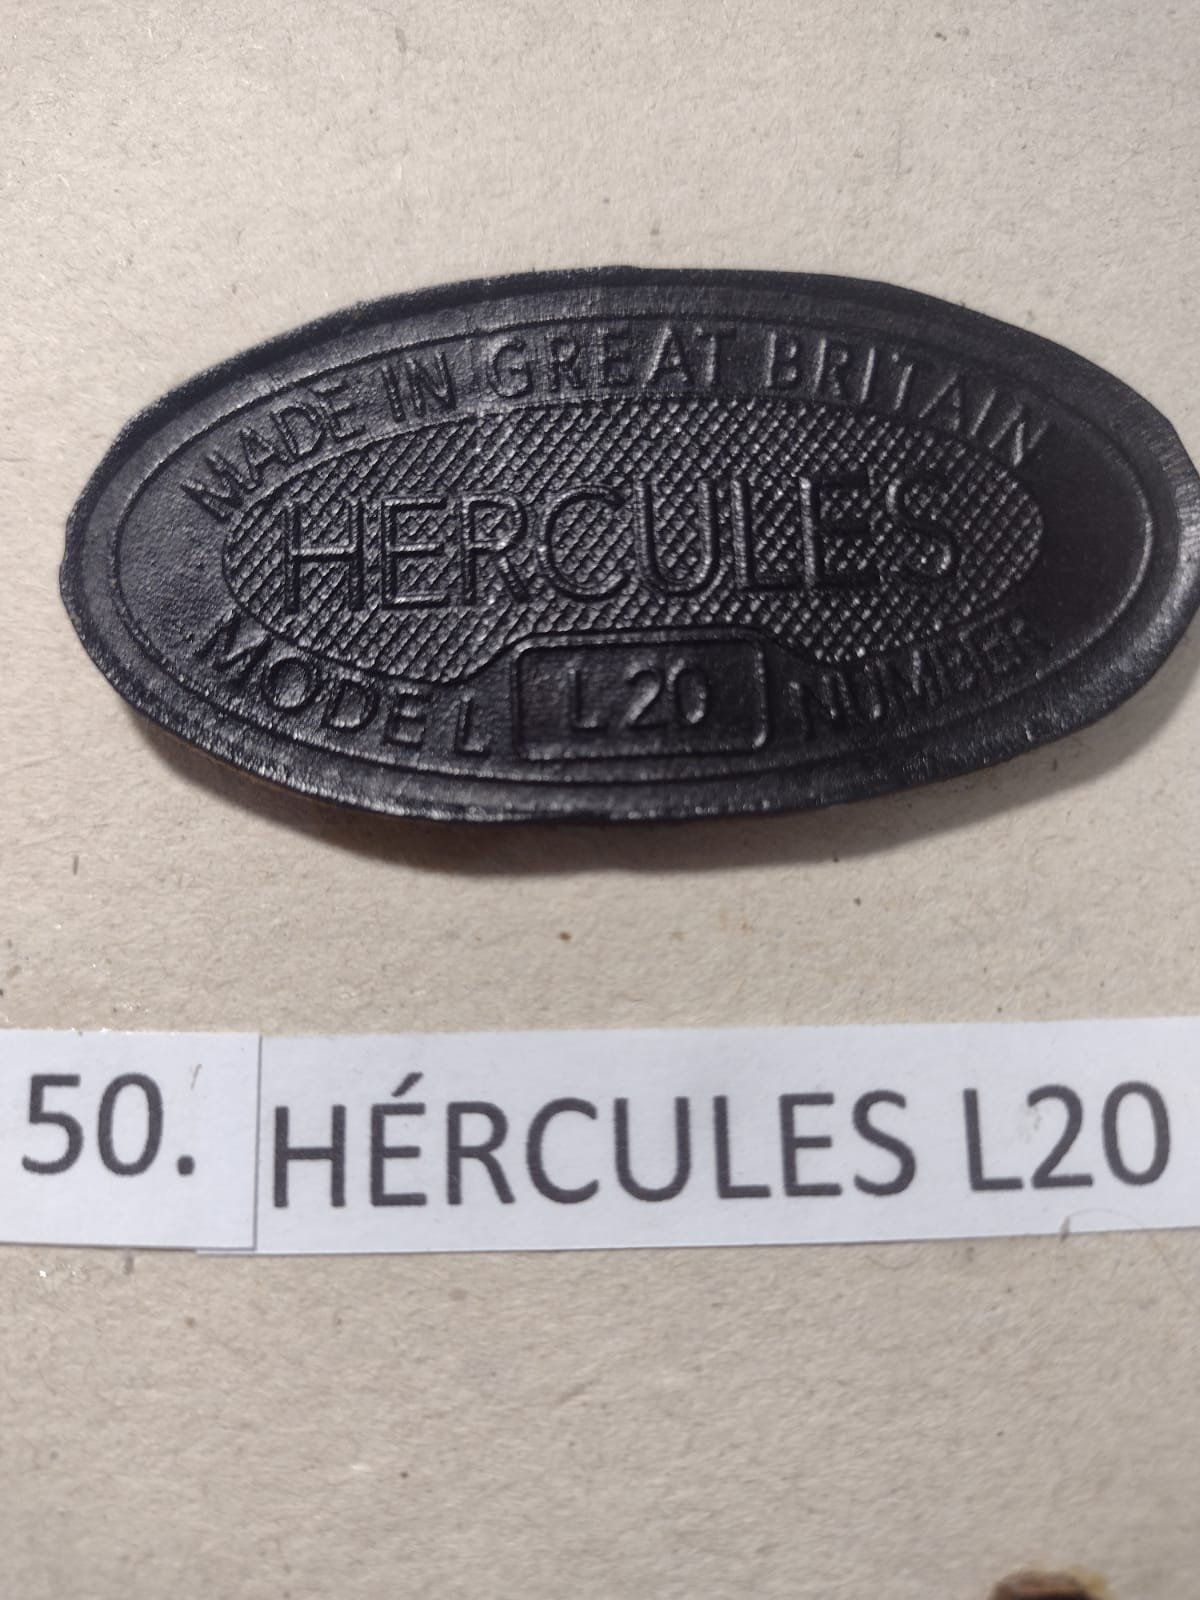 MADE IN GREAT BRITAIN
HERCULES
MODEL L20 NUMBER
50. HÉRCULES L20